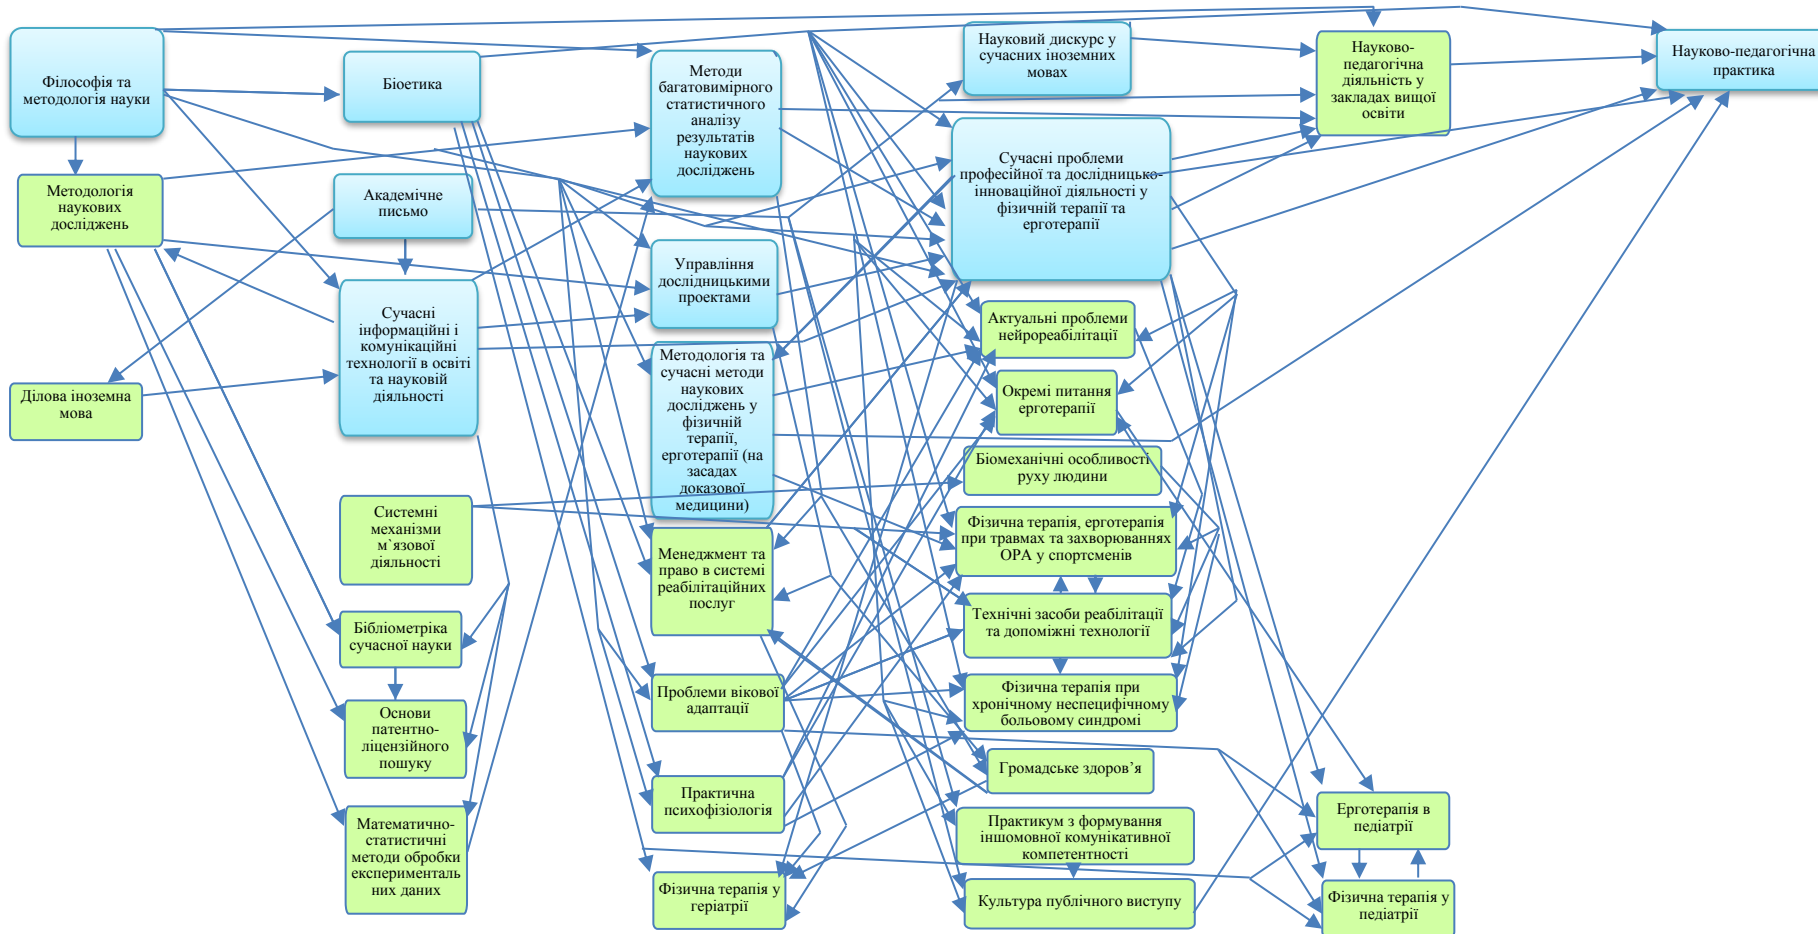 Філософія та
методологія науки
Методологія
наукових
досліджень
Ділова іноземна
мова
Біоетика
Академічне
письмо
Сучасні
інформаційні і
комунікаційні
технології в освіті
та науковій
діяльності
Системні
механізми
м`язової
діяльності
Бібліометріка
сучасної науки
Основи
патентно-
ліцензійного
пошуку
Математично-
статистичні
методи обробки
експерименталь
них даних
Методи
багатовимірного
статистичного
аналізу
результатів
наукових
досліджень
Управління
дослідницькими
проектами
Методологія та
сучасні методи
наукових
досліджень у
фізичній
терапії,
ерготерапії (на
засадах
доказової
медицини)
Менеджмент та
право в системі
реабілітаційних
послуг
Проблеми вікової
адаптації
Практична
психофізіологія
Фізична терапія у
геріатрії
Науковий дискурс у
сучасних іноземних
мовах
Сучасні проблеми
професійної та дослідницько-
інноваційної діяльності у
фізичній терапії та
ерготерапії
Актуальні проблеми
нейрореабілітації
Окремі питання
ерготерапії
Біомеханічні особливості
руху людини
Фізична терапія, ерготерапія
при травмах та захворюваннях
ОРА у спортсменів
Технічні засоби реабілітації
та допоміжні технології
Фізична терапія при
хронічному неспецифічному
больовому синдромі
Громадське здоров’я
Практикум з формування
іншомовної комунікативної
компетентності
Культура публічного виступу
Науково-
педагогічна
діяльність у
закладах вищої
освіти
Ерготерапія в
педіатрії
Фізична терапія у
педіатрії
Науково-педагогічна
практика